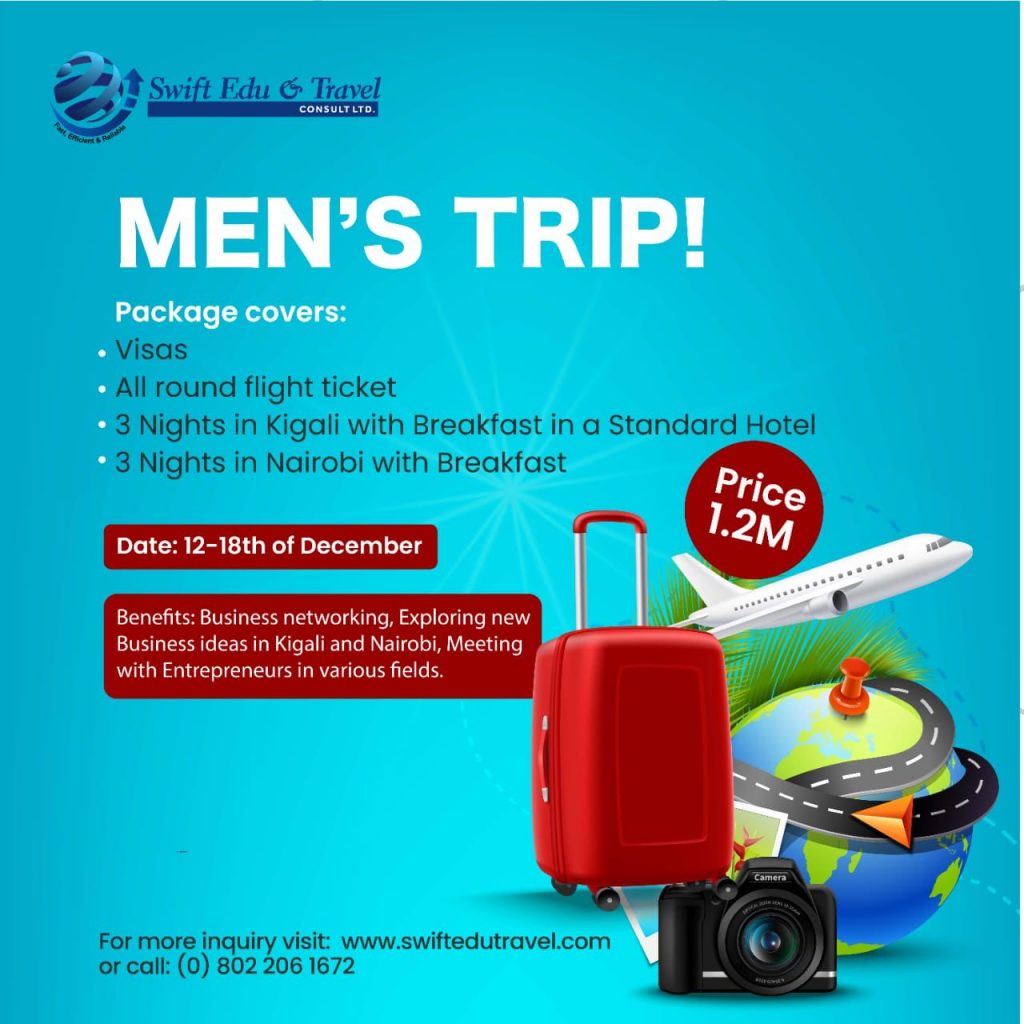 Swift Edu & Travel
CONSULT LTD.
Fast, Efficient & Reliable
MEN'S TRIP!
Package covers:
• Visas
• All round flight ticket
• 3 Nights in Kigali with Breakfast in a Standard Hotel
• 3 Nights in Nairobi with Breakfast
Price
1.2M
Date: 12-18th of December
Benefits: Business networking, Exploring new
Business ideas in Kigali and Nairobi, Meeting
with Entrepreneurs in various fields.
Camera
For more inquiry visit: www.swiftedutravel.com
or call: (0) 802 206 1672